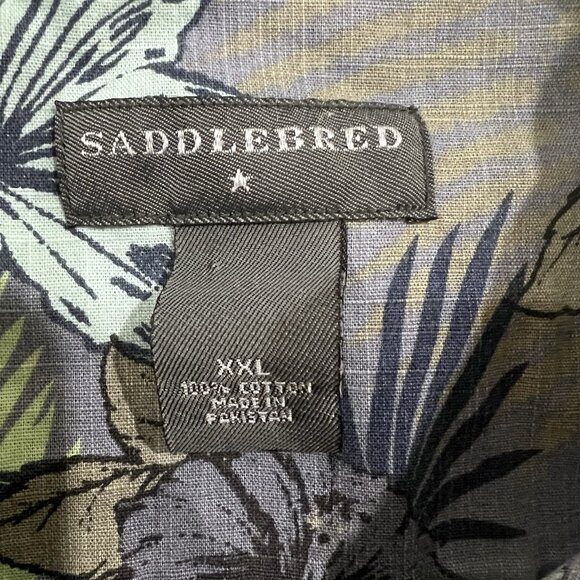 SADDLEBRED
XXL
100% COTTON
MADE IN
PAKISTAN